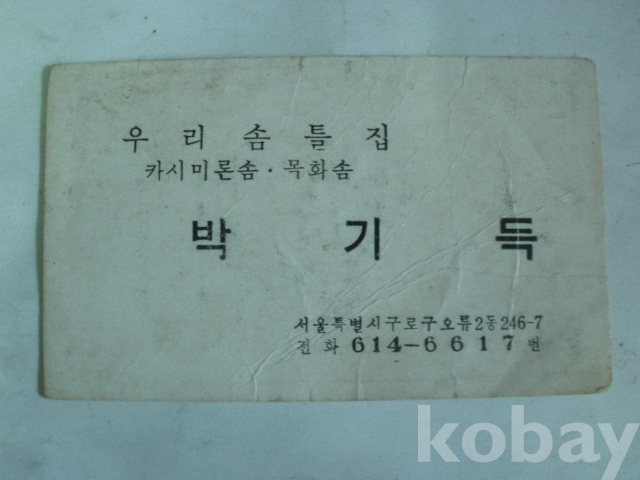 우리솜틀집
카시미론솜·목화솜
박기득
서울특별시구로구오류2동246-7
전화 614-6617번
kobay